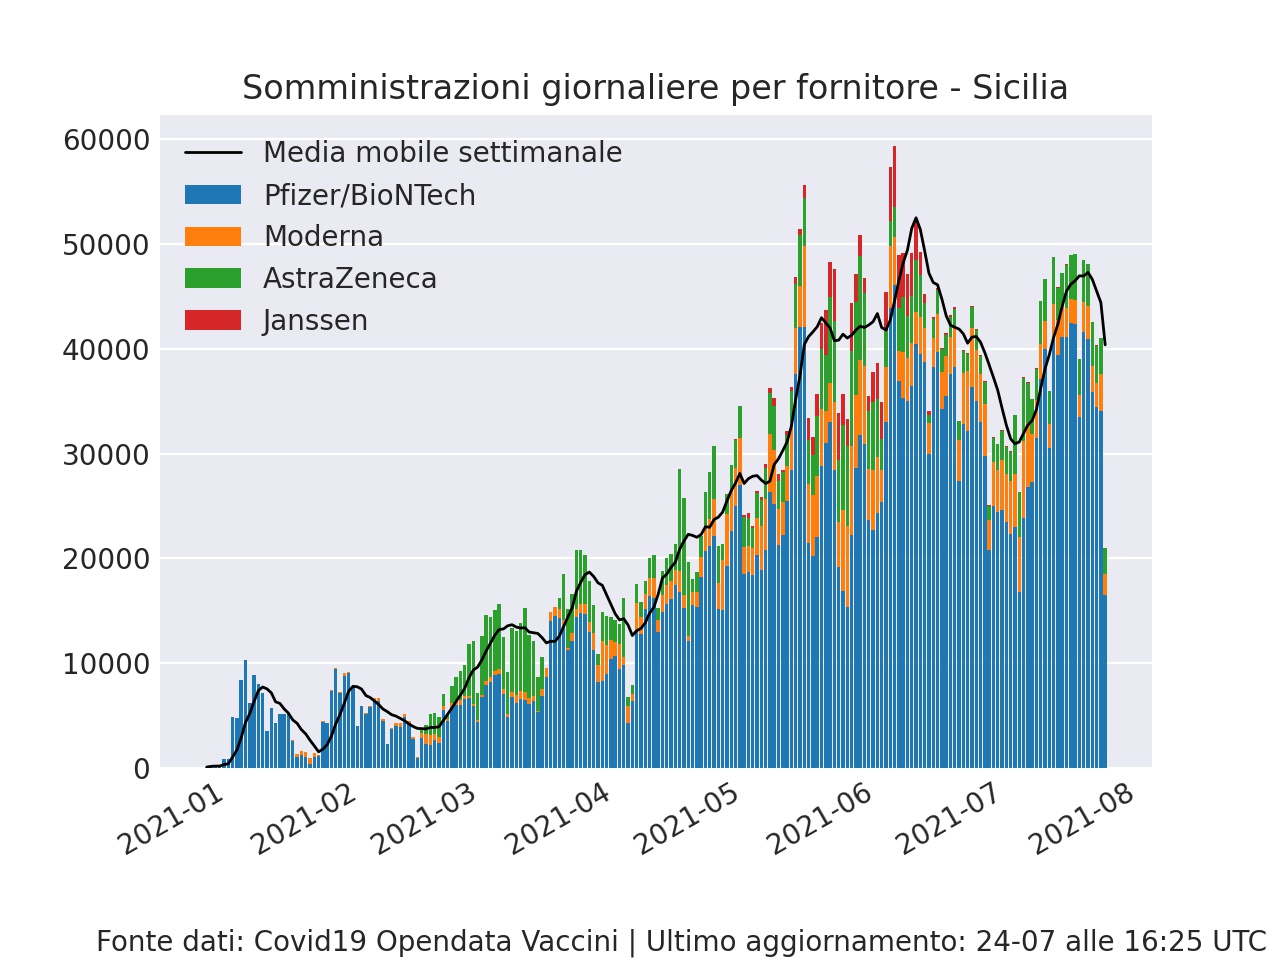 Somministrazioni giornaliere per fornitore - Sicilia
Media mobile settimanale
Pfizer/BioNTech
Moderna
AstraZeneca
Janssen
60000
50000
40000
30000
20000
10000
0
2021-01
2021-02
2021-03
2021-04
2021-05
2021-06
2021-07
2021-08
Fonte dati: Covid19 Opendata Vaccini | Ultimo aggiornamento: 24-07 alle 16:25 UTC